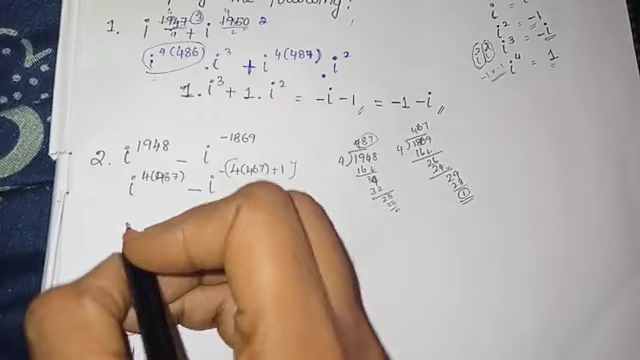 the following:
1. i^1947 + i^1950
i^4(486) . i^3 + i^4(487) . i^2
1. i^3 + 1. i^2 = -i-1, = -1-i,,
i^2 = -1
i^3 = -i
i^4 = 1
2. i^1948 - i^-1869
i^4(487) - i^-[4(467)+1]
487
4 1948
16
34
32
28
28
467
4 1869
16
26
24
29
28
1